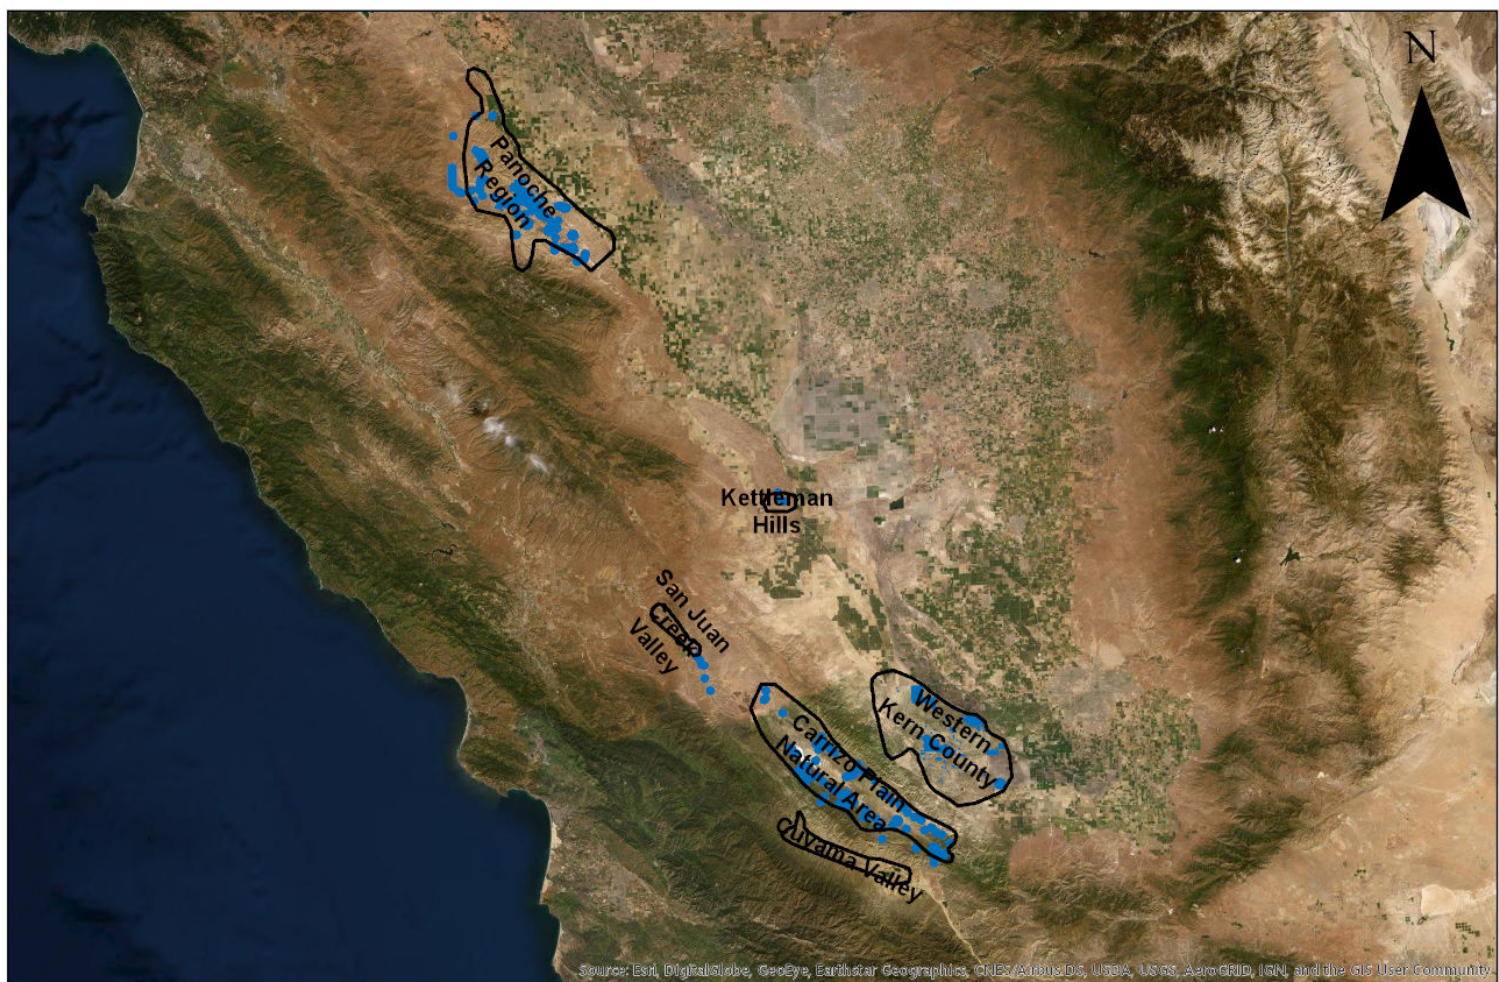 N
Panoche
Region
Kettleman
Hills
San Juan
Creek
Valley
Western
Kern County
Carrizo Plain
Natural Area
Cuyama Valley
Source: Esri, DigitalGlobe, GeoEye, Earthstar Geographics, CNES/Airbus DS, USDA, USGS, AeroGRID, IGN, and the GIS User Community